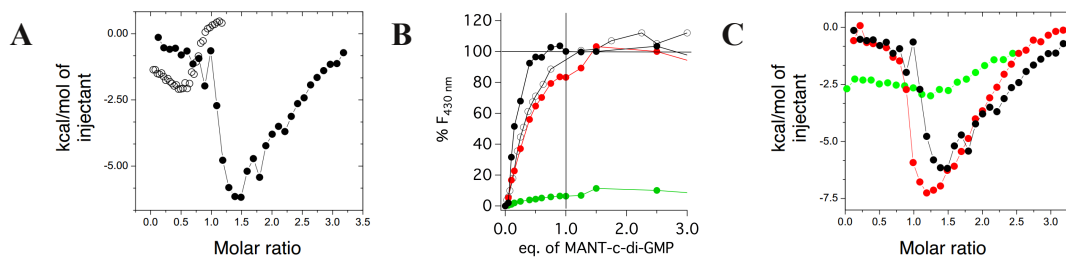 A
kcal/mol of
injectant
0.00
-2.50
-5.00
0.0 0.5 1.0 1.5 2.0 2.5 3.0 3.5
Molar ratio
B
% F430 nm
120
100
80
60
40
20
0
0.0 1.0 2.0 3.0
eq. of MANT-c-di-GMP
C
kcal/mol of
injectant
0.0
-2.5
-5.0
-7.5
0.0 0.5 1.0 1.5 2.0 2.5 3.0
Molar ratio